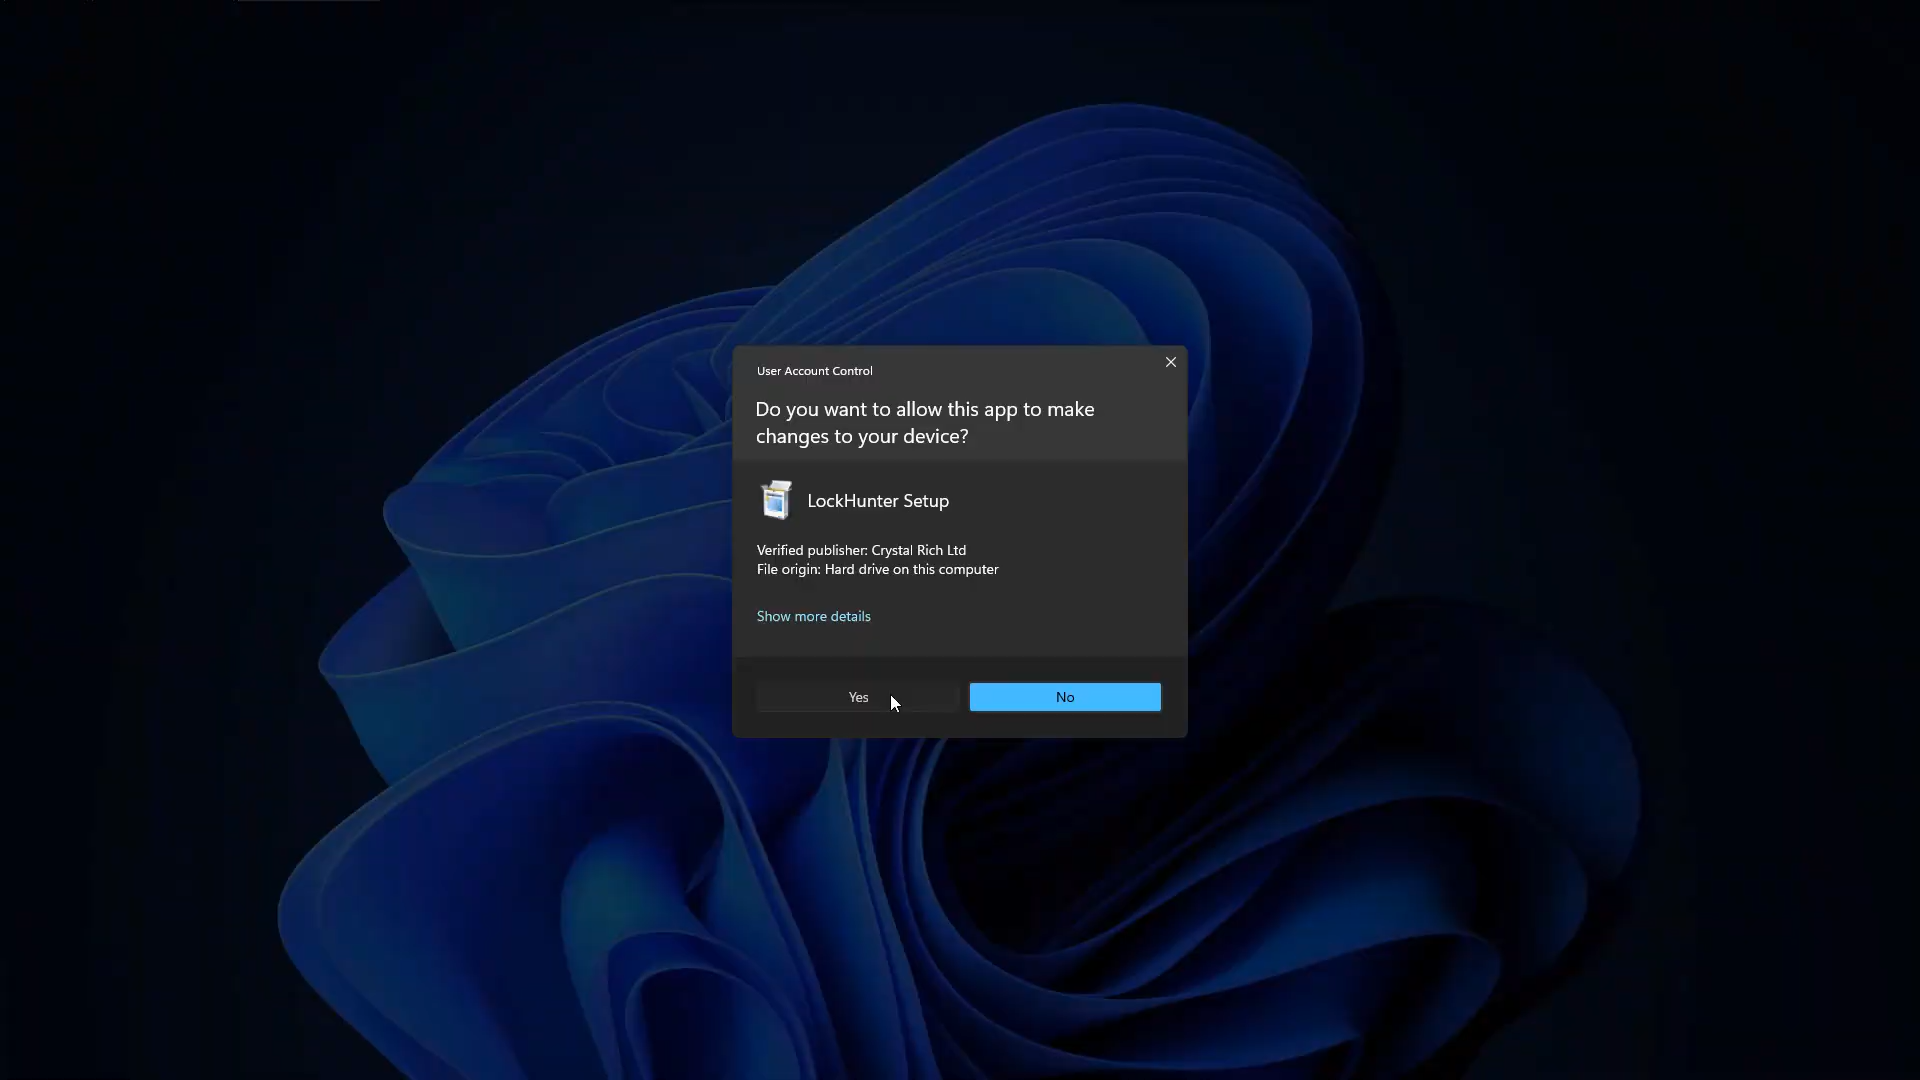 User Account Control
Do you want to allow this app to make
changes to your device?
LockHunter Setup
Verified publisher: Crystal Rich Ltd
File origin: Hard drive on this computer
Show more details
Yes
No